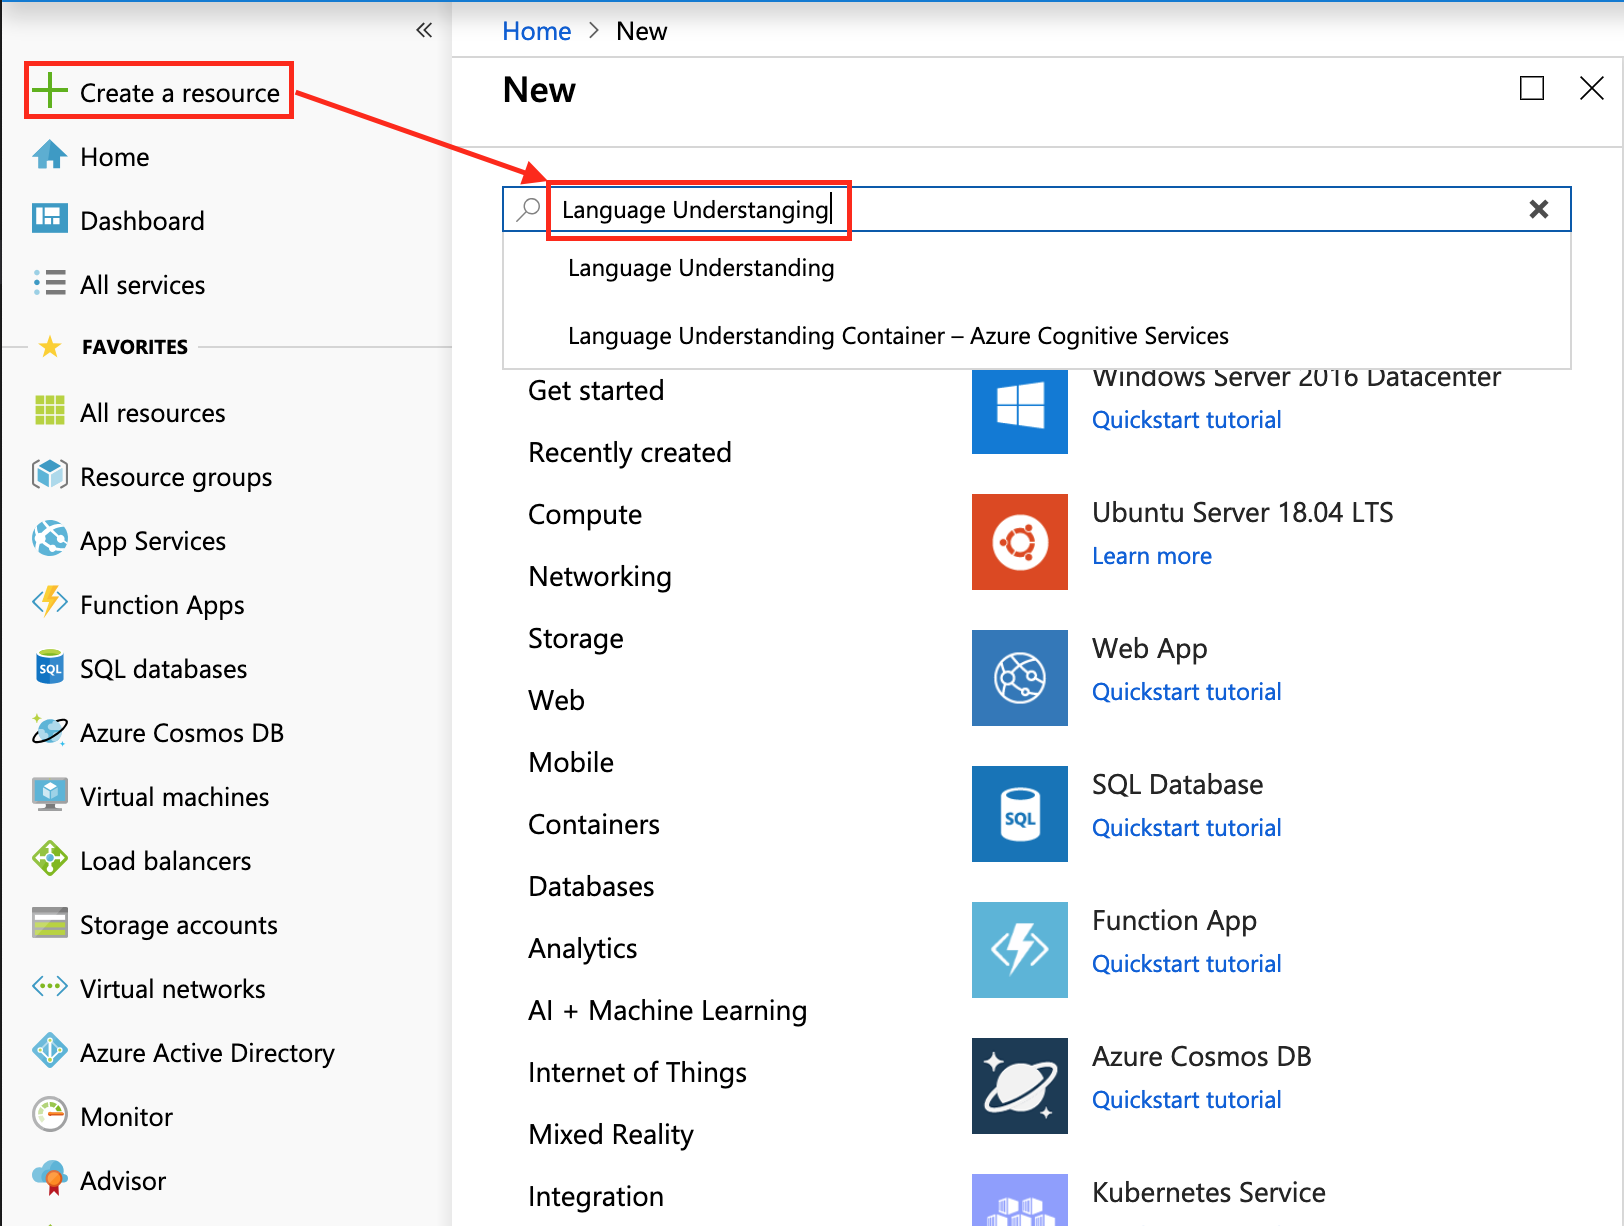 «
Create a resource
Home
Dashboard
All services
FAVORITES
All resources
Resource groups
App Services
Function Apps
SQL
SQL databases
Azure Cosmos DB
Virtual machines
Load balancers
Storage accounts
Virtual networks
Azure Active Directory
Monitor
Advisor
Home > New
New
Language Understanging
Language Understanding
Language Understanding Container – Azure Cognitive Services
Get started
Recently created
Compute
Networking
Storage
Web
Mobile
Containers
Databases
Analytics
AI + Machine Learning
Internet of Things
Mixed Reality
Integration
Windows Server 2016 Datacenter
Quickstart tutorial
Ubuntu Server 18.04 LTS
Learn more
Web App
Quickstart tutorial
SQL
SQL Database
Quickstart tutorial
Function App
Quickstart tutorial
Azure Cosmos DB
Quickstart tutorial
Kubernetes Service